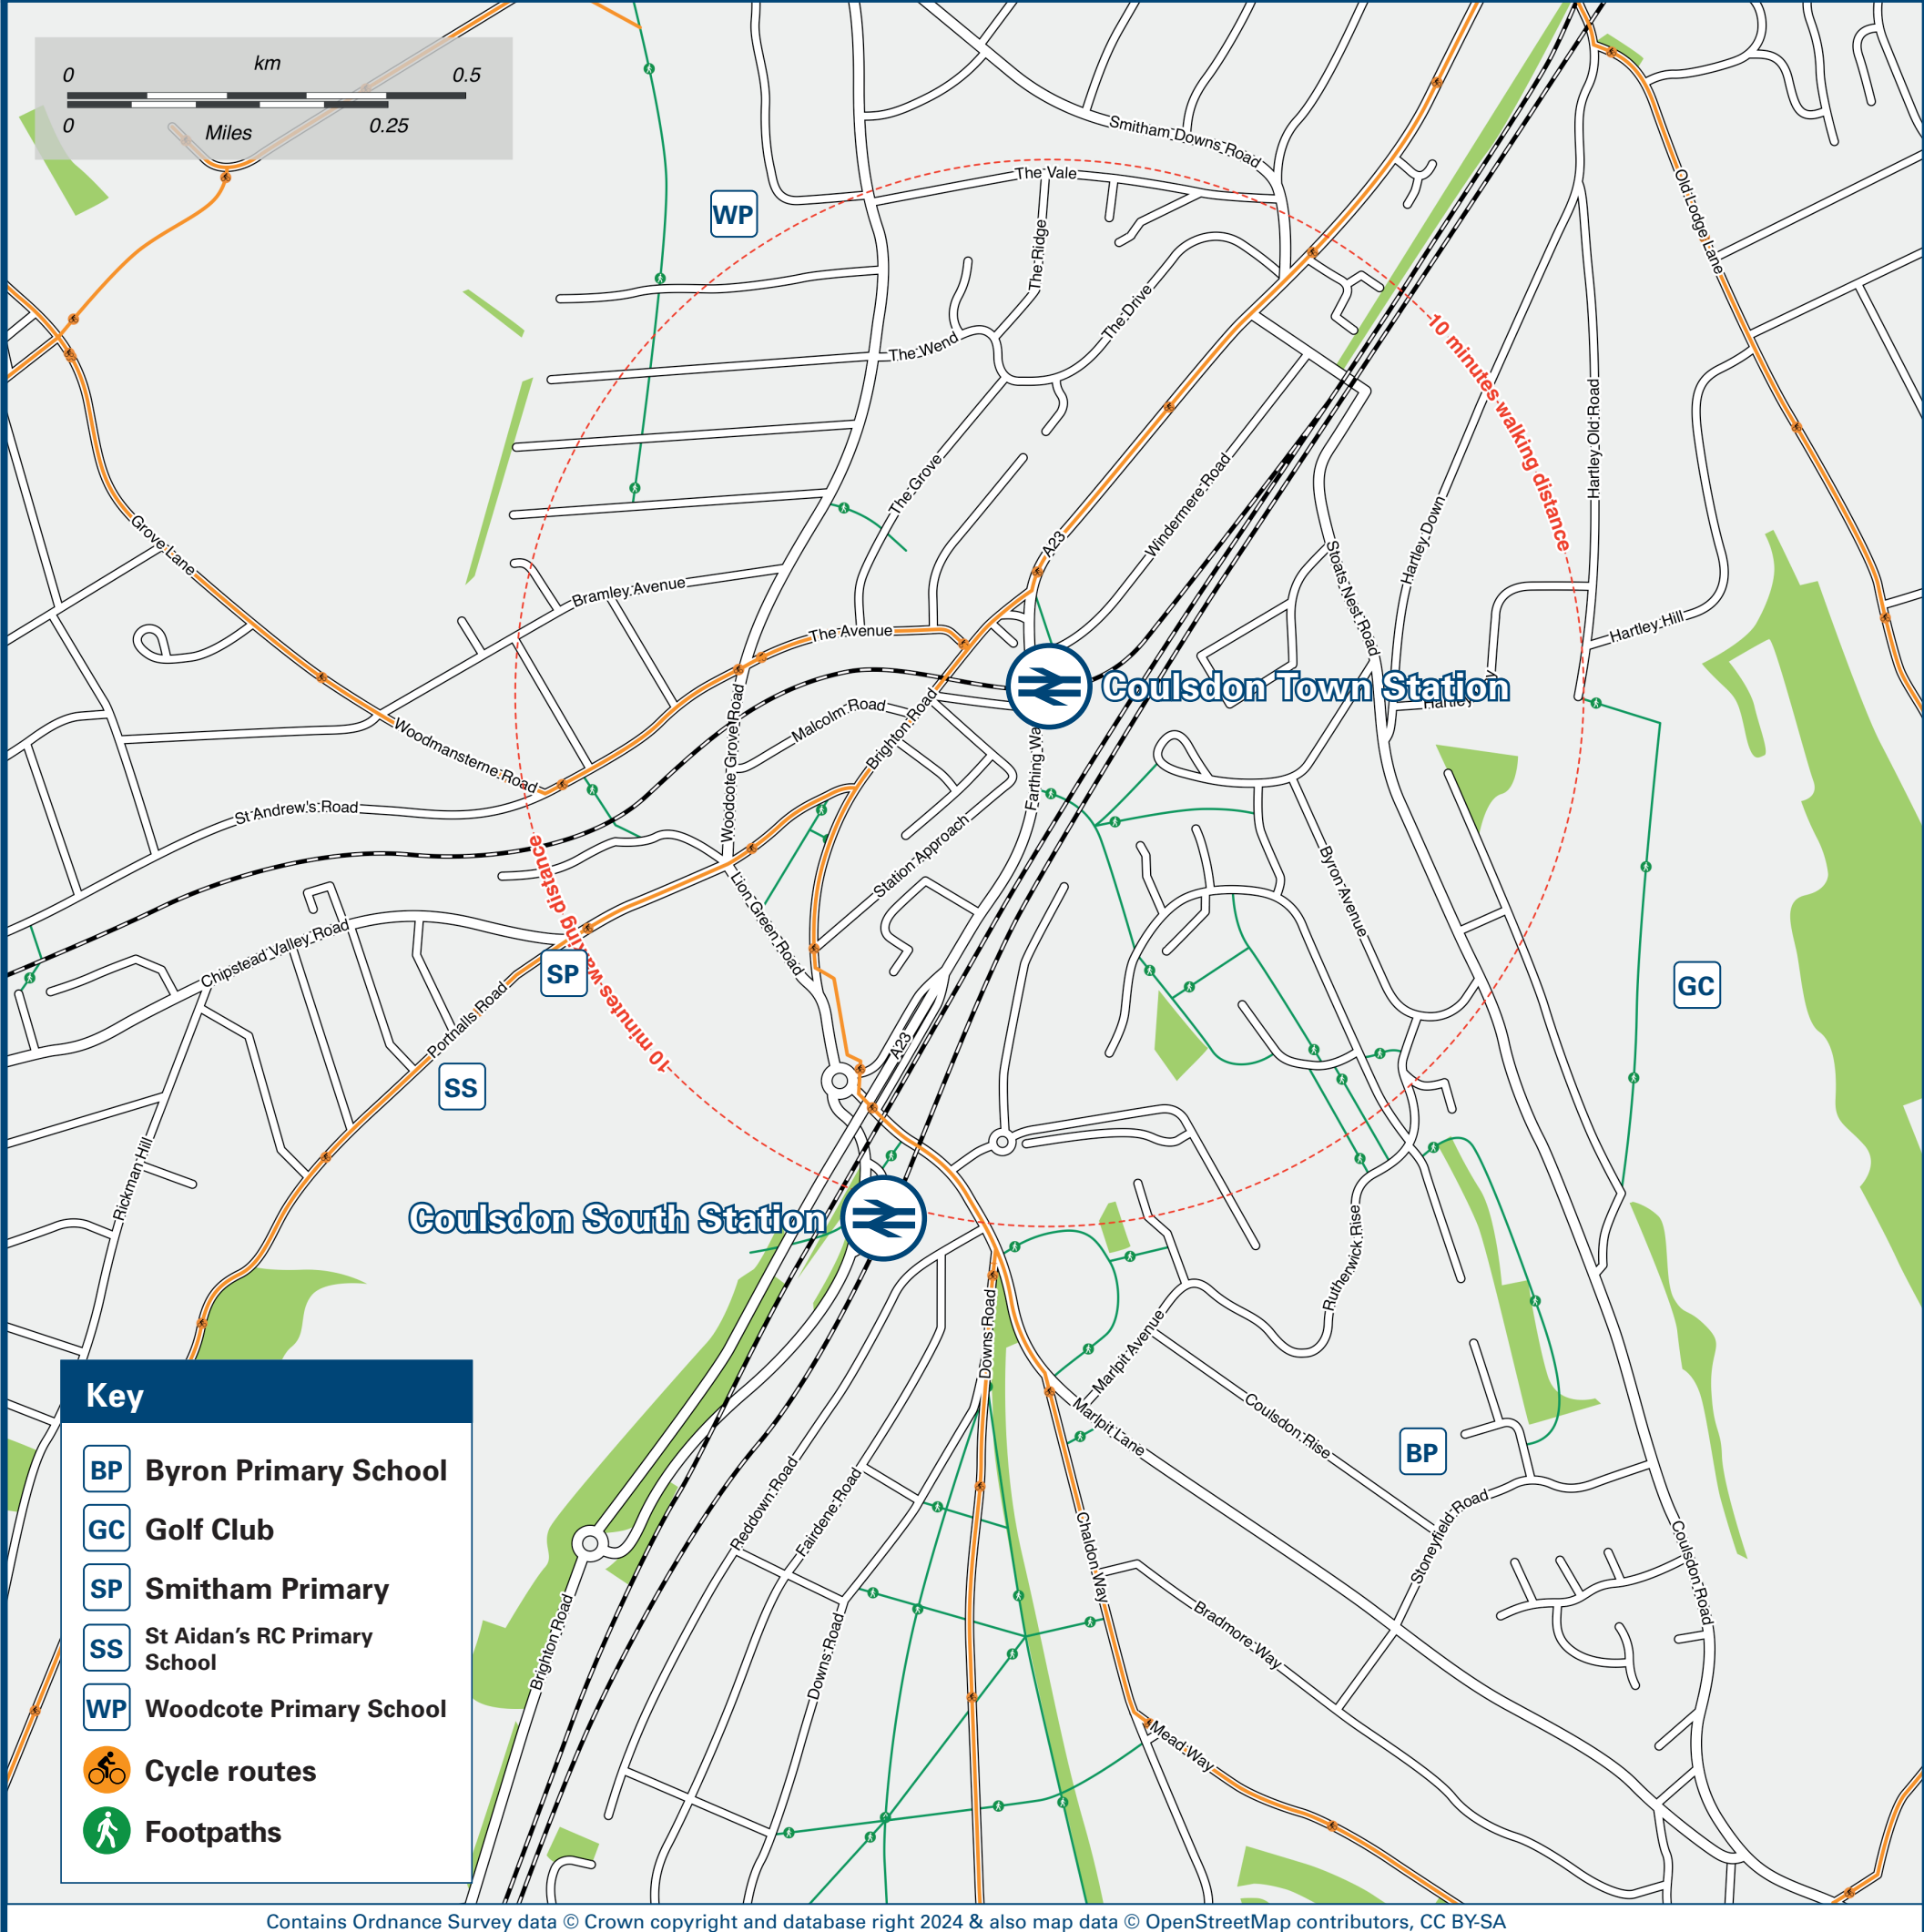 km
0 0.5
0 0.25
Miles
Smitham Downs Road
The Vale
WP
Old Lodge Lane
The Ridge
The Drive
The Wend
10 minutes walking distance
Hartley Old Road
Windermere Road
The Grove
Hartley Down
A23
Grove Lane
Stoats Nest Road
Bramley Avenue
The Avenue
Hartley Hill
Coulsdon Town Station
Hartley
Malcolm Road
Brighton Road
Woodcote Grove Road
Woodmansterne Road
Farthing Wa
St Andrew's Road
Station Approach
Byron Avenue
Lion Green Road
Chipstead Valley Road
10 minutes walking distance
SP
GC
Portnalls Road
A23
SS
Rickman Hill
Coulsdon South Station
Rutherwick Rise
Downs Road
Marlpit Avenue
Marlpit Lane
Coulsdon Rise
BP
Reddown Road
Fairdene Road
Stoneyfield Road
Chaldon Way
Coulsdon Road
Brighton Road
Bradmore Way
Downs Road
Mead Way
Key
BP Byron Primary School
GC Golf Club
SP Smitham Primary
SS St Aidan's RC Primary
School
WP Woodcote Primary School
Cycle routes
Footpaths
Contains Ordnance Survey data © Crown copyright and database right 2024 & also map data © OpenStreetMap contributors, CC BY-SA